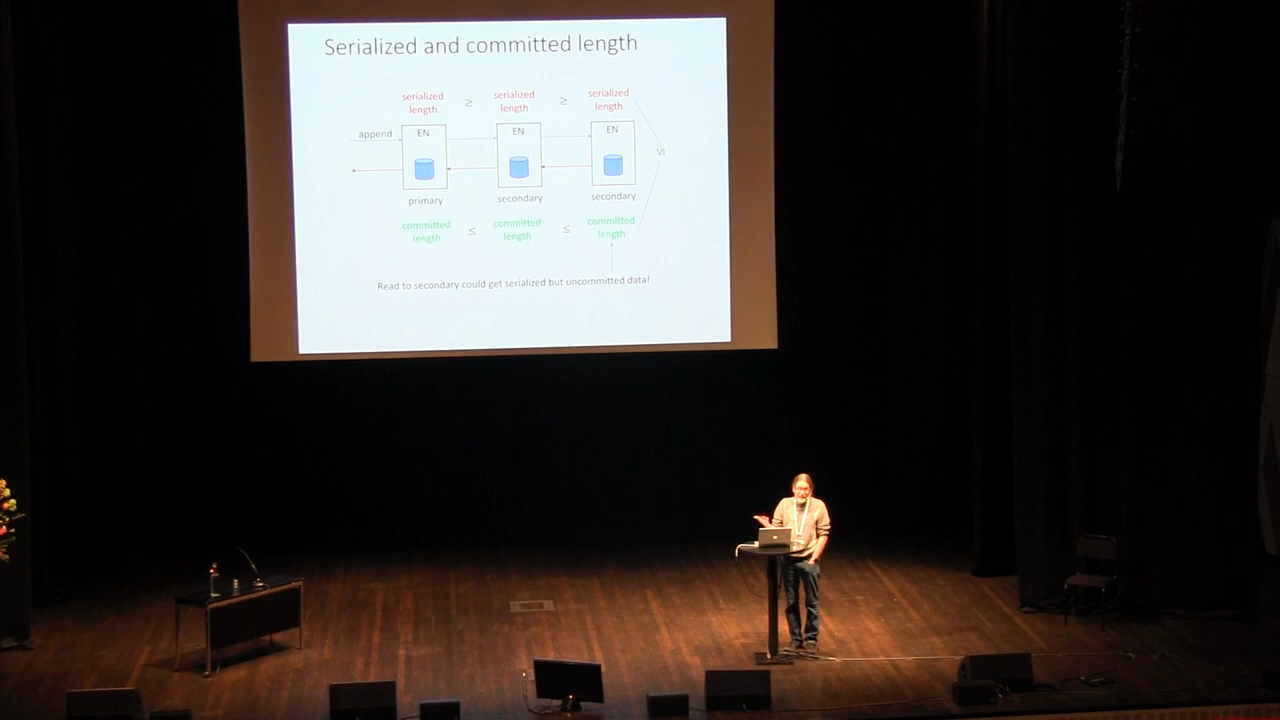 Serialized and committed length
serialized length ≥ serialized length ≥ serialized length
append EN EN EN
VI
primary secondary secondary
committed length ≤ committed length ≤ committed length
Read to secondary could get serialized but uncommitted data!